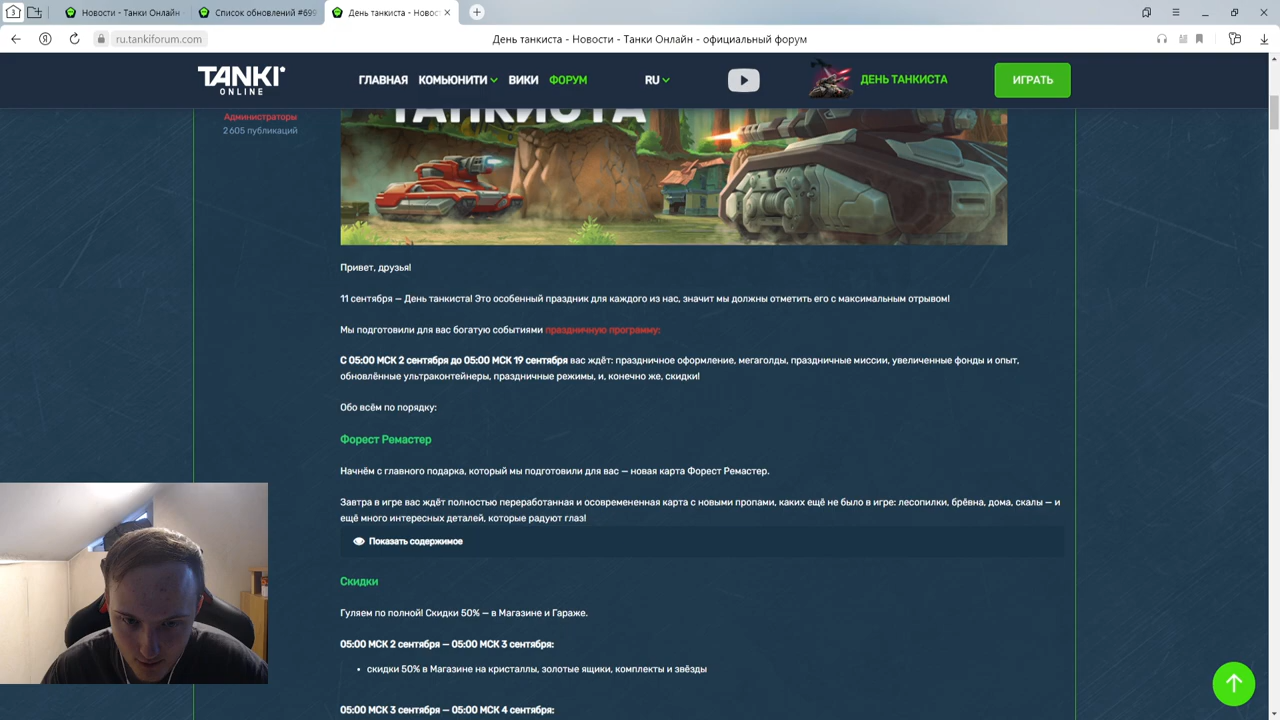 Новости - Танки Онлайн
Список обновлений #699
День танкиста - Новост
ru.tankiforum.com
День танкиста - Новости - Танки Онлайн - официальный форум
TANKI
ONLINE
ГЛАВНАЯ
КОМЬЮНИТИ
ВИКИ
ФОРУМ
RU
ДЕНЬ ТАНКИСТА
ИГРАТЬ
Администраторы
2 605 публикаций
ТАНКИСТА
Привет, друзья!
11 сентября — День танкиста! Это особенный праздник для каждого из нас, значит мы должны отметить его с максимальным отрывом!
Мы подготовили для вас богатую событиями праздничную программу:
С 05:00 МСК 2 сентября до 05:00 МСК 19 сентября вас ждёт: праздничное оформление, мегаголды, праздничные миссии, увеличенные фонды и опыт,
обновлённые ультраконтейнеры, праздничные режимы, и, конечно же, скидки!
Обо всём по порядку:
Форест Ремастер
Начнём с главного подарка, который мы подготовили для вас — новая карта Форест Ремастер.
Завтра в игре вас ждёт полностью переработанная и осовремененная карта с новыми пропами, каких ещё не было в игре: лесопилки, брёвна, дома, скалы — и
ещё много интересных деталей, которые радуют глаз!
Показать содержимое
Скидки
Гуляем по полной! Скидки 50% — в Магазине и Гараже.
05:00 МСК 2 сентября — 05:00 МСК 3 сентября:
• скидки 50% в Магазине на кристаллы, золотые ящики, комплекты и звёзды
05:00 МСК 3 сентября — 05:00 МСК 4 сентября: